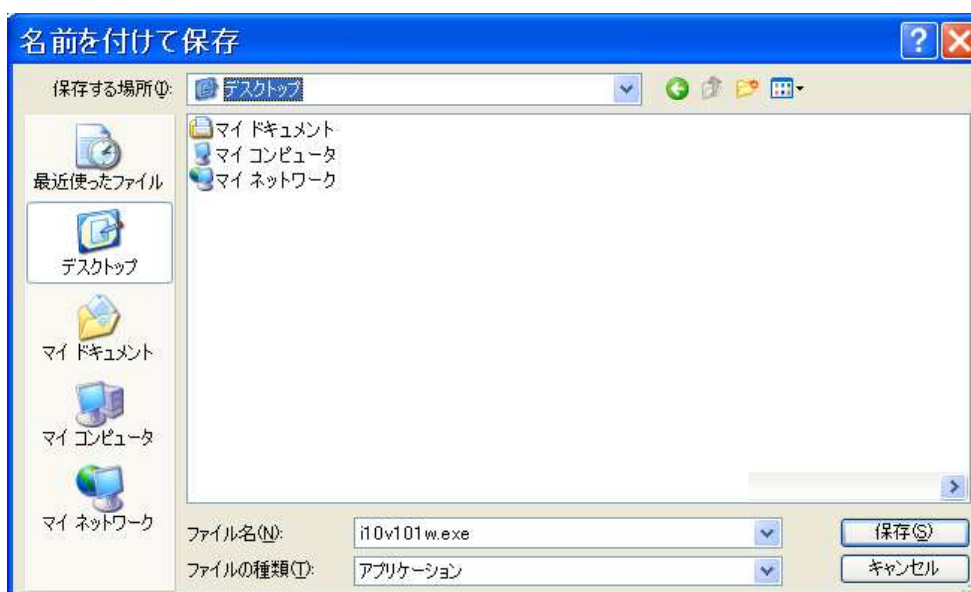 名前を付けて保存
保存する場所(I):
デスクトップ
マイ ドキュメント
マイ コンピュータ
マイ ネットワーク
最近使ったファイル
デスクトップ
マイ ドキュメント
マイ コンピュータ
マイ ネットワーク
ファイル名(N):
i10v101w.exe
保存(S)
ファイルの種類(T):
アプリケーション
キャンセル